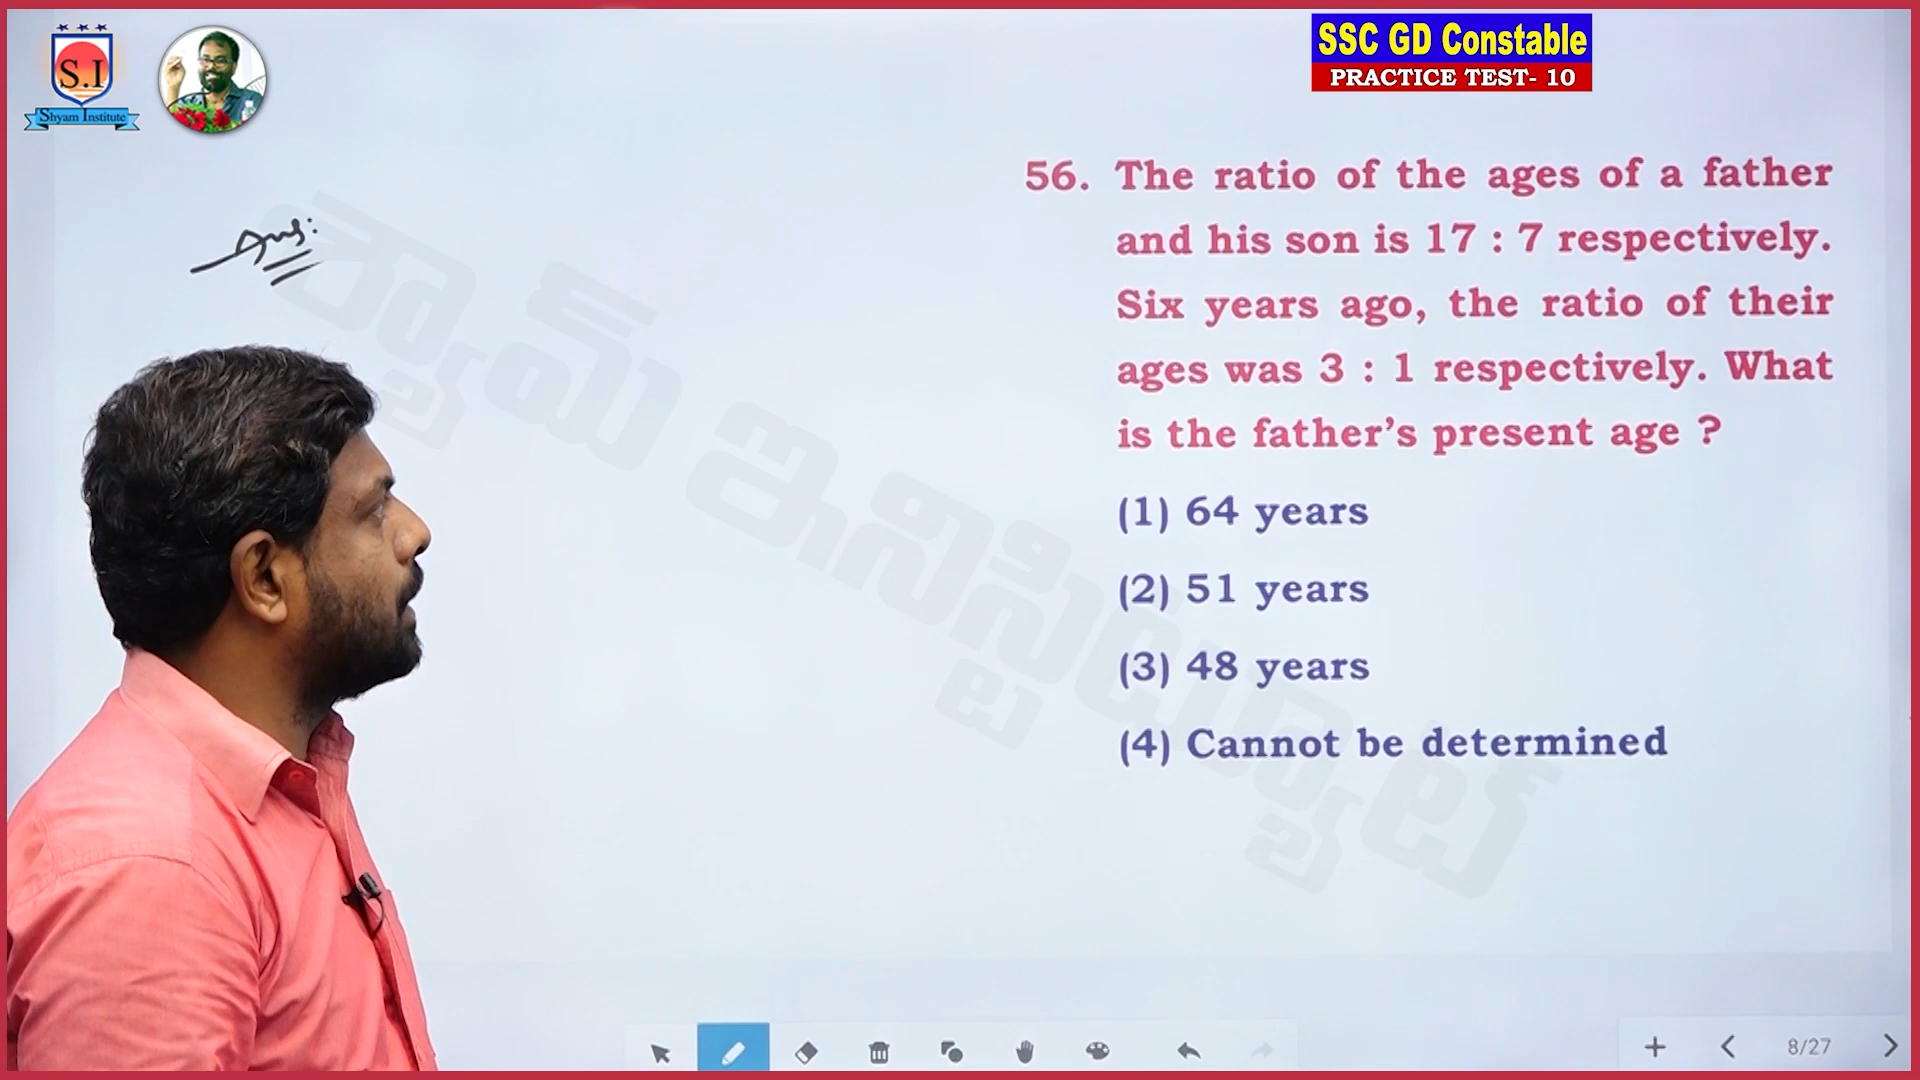 SSC GD Constable
PRACTICE TEST- 10
S.I
Shyam Institute
Ans:
56. The ratio of the ages of a father
and his son is 17 : 7 respectively.
Six years ago, the ratio of their
ages was 3 : 1 respectively. What
is the father's present age ?
(1) 64 years
(2) 51 years
(3) 48 years
(4) Cannot be determined
శ్యామ్ ఇన్‌స్టిట్యూట్
8/27